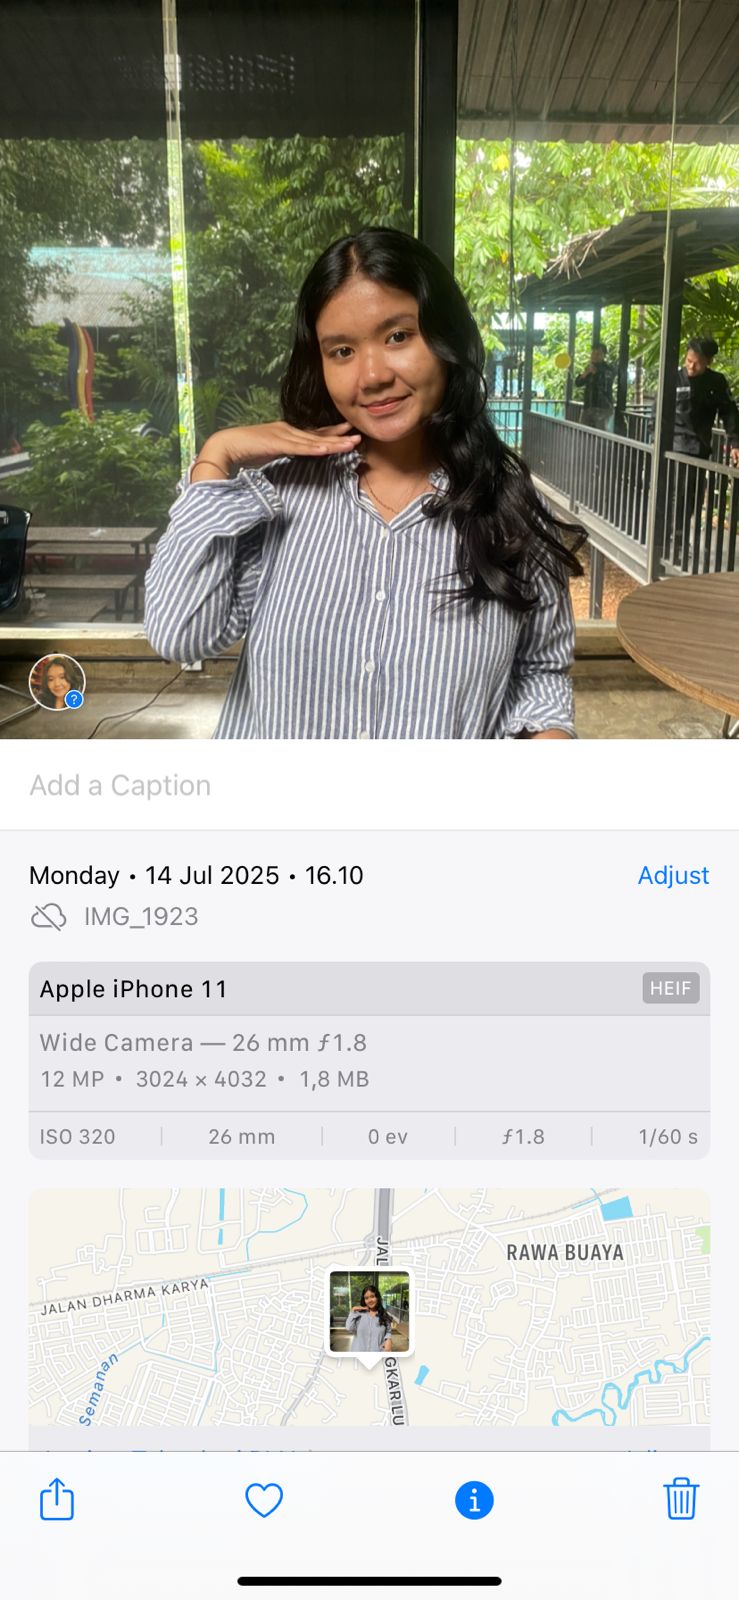 Add a Caption
Monday • 14 Jul 2025 • 16.10
Adjust
IMG_1923
Apple iPhone 11
HEIF
Wide Camera — 26 mm ƒ1.8
12 MP • 3024 × 4032 • 1,8 MB
ISO 320
26 mm
0 ev
ƒ1.8
1/60 s
JAL
RAWA BUAYA
JALAN DHARMA KARYA
Semanan
GKAR LU